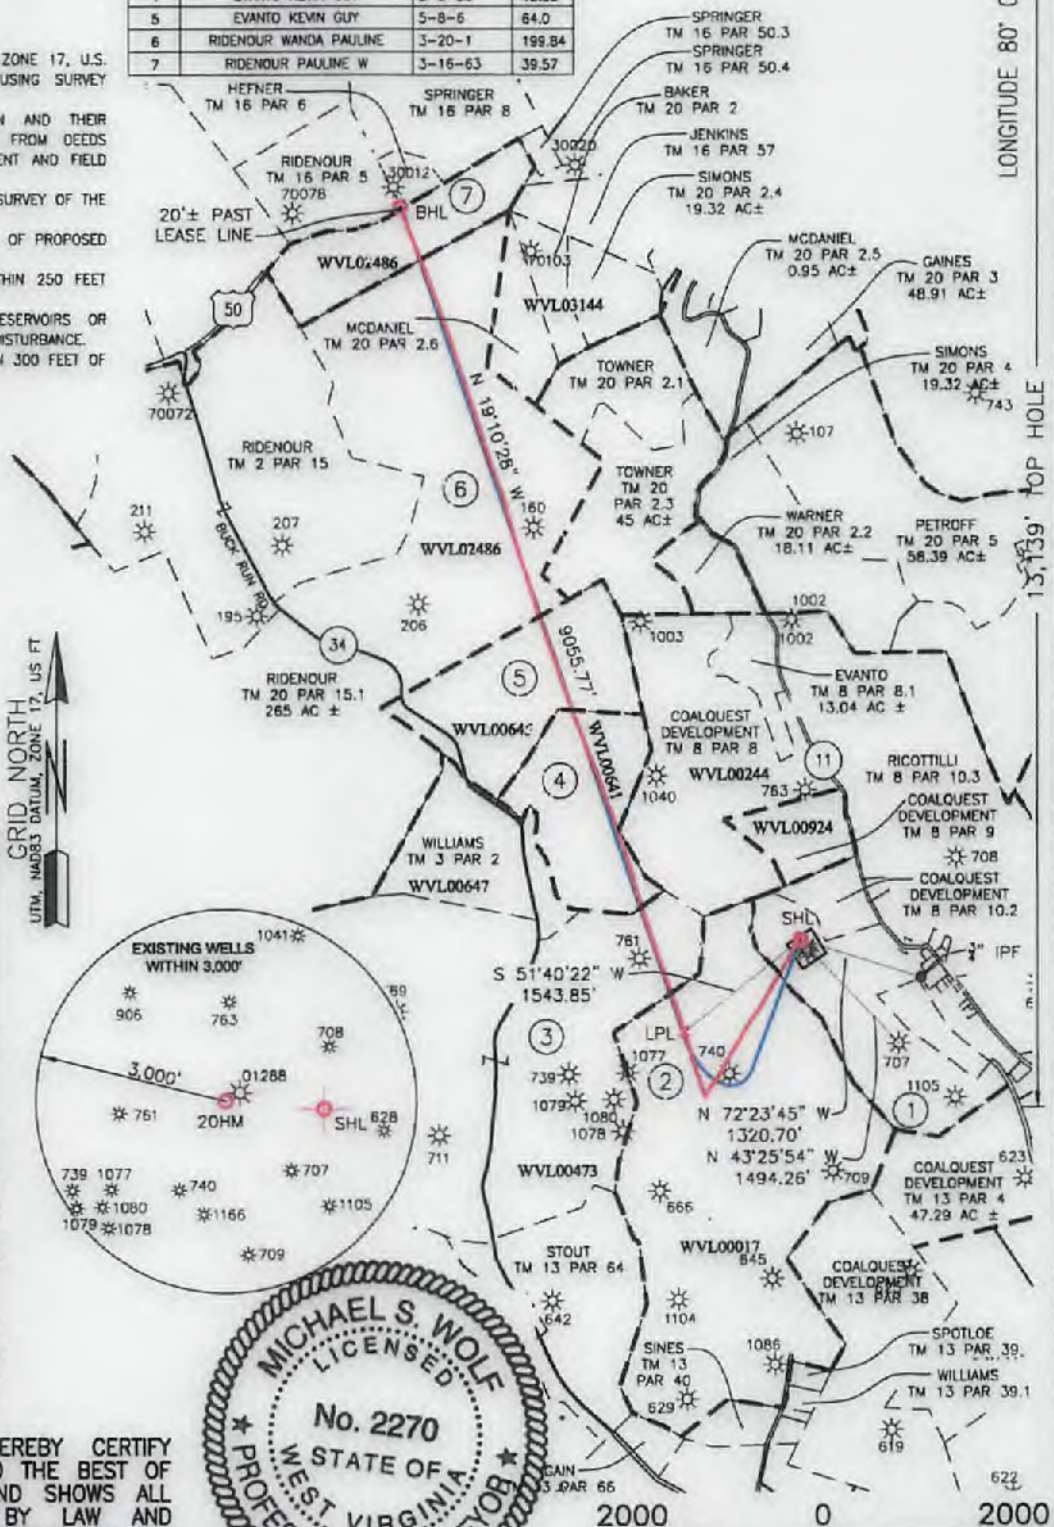 5 EVANTO KEVIN GUY 5-8-6 64.0
6 RIDENOUR WANDA PAULINE 3-20-1 199.84
7 RIDENOUR PAULINE W 3-16-63 39.57
ZONE 17, U.S.
USING SURVEY
AND THEIR
FROM DEEDS
ENT AND FIELD
SURVEY OF THE
OF PROPOSED
THIN 250 FEET
RESERVOIRS OR
DISTURBANCE.
300 FEET OF
HEFNER
TM 16 PAR 6
SPRINGER
TM 16 PAR 8
SPRINGER
TM 16 PAR 50.3
SPRINGER
TM 16 PAR 50.4
BAKER
TM 20 PAR 2
JENKINS
TM 16 PAR 57
SIMONS
TM 20 PAR 2.4
19.32 AC±
LONGITUDE 80°
RIDENOUR
TM 16 PAR 5
70078
30012
30020
7
BHL
20'± PAST
LEASE LINE
WVL02486
70103
WVL03144
50
MCDANIEL
TM 20 PAR 2.5
0.95 AC±
GAINES
TM 20 PAR 3
48.91 AC±
MCDANIEL
TM 20 PAR 2.6
TOWNER
TM 20 PAR 2.1
SIMONS
TM 20 PAR 4
19.32 AC±
743
70072
107
N 19°10'28" W
13,139' TOP HOLE
RIDENOUR
TM 2 PAR 15
TOWNER
TM 20
PAR 2.3
45 AC±
6
160
211
207
BUCK RUN RD
WVL02486
WARNER
TM 20 PAR 2.2
18.11 AC±
PETROFF
TM 20 PAR 5
58.39 AC±
195
206
1003
1002
1002
34
9055.77'
5
RIDENOUR
TM 20 PAR 15.1
265 AC ±
EVANTO
TM 8 PAR 8.1
13.04 AC ±
GRID NORTH
UTM, NAD83 DATUM, ZONE 17, US FT
N
WVL00641
COALQUEST
DEVELOPMENT
TM 8 PAR 8
11
4
1040
WVL00244
763
RICOTTILLI
TM 8 PAR 10.3
COALQUEST
DEVELOPMENT
TM 8 PAR 9
WVL00924
708
WILLIAMS
TM 3 PAR 2
WVL00647
COALQUEST
DEVELOPMENT
TM 8 PAR 10.2
SHL
IPF
761
S 51°40'22" W
1543.85'
EXISTING WELLS
WITHIN 3,000'
1041
906
763
708
3,000'
01288
20HM
SHL
628
761
707
739
1077
740
1080
1079
1078
1166
1105
709
3
LPL
740
1077
739
2
1079
1080
1078
707
1105
1
711
N 72°23'45" W
1320.70'
N 43°25'54" W
1494.26'
709
WVL00473
623
COALQUEST
DEVELOPMENT
TM 13 PAR 4
47.29 AC ±
666
WVL00017
645
STOUT
TM 13 PAR 64
COALQUEST
DEVELOPMENT
TM 13 PAR 38
642
1104
1086
SINES
TM 13
PAR 40
629
SPOTLOE
TM 13 PAR 39.
WILLIAMS
TM 13 PAR 39.1
619
GAIN
PAR 66
622
MICHAEL S. WOLF
LICENSED
No. 2270
STATE OF
WEST VIRGINIA
EREBY CERTIFY
THE BEST OF
ND SHOWS ALL
BY LAW AND
2000 0 2000